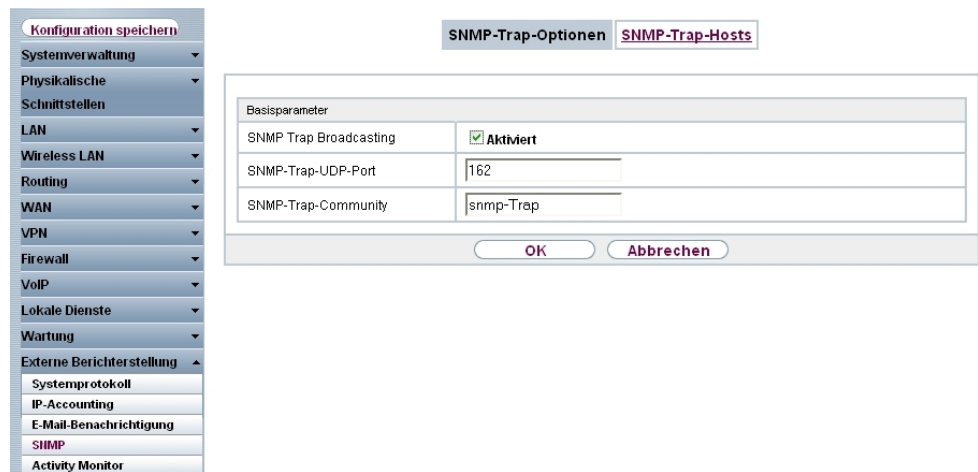 Konfiguration speichern
Systemverwaltung
Physikalische
Schnittstellen
LAN
Wireless LAN
Routing
WAN
VPN
Firewall
VoIP
Lokale Dienste
Wartung
Externe Berichterstellung
Systemprotokoll
IP-Accounting
E-Mail-Benachrichtigung
SNMP
Activity Monitor
SNMP-Trap-Optionen SNMP-Trap-Hosts
Basisparameter
SNMP Trap Broadcasting Aktiviert
SNMP-Trap-UDP-Port 162
SNMP-Trap-Community snmp-Trap
OK Abbrechen